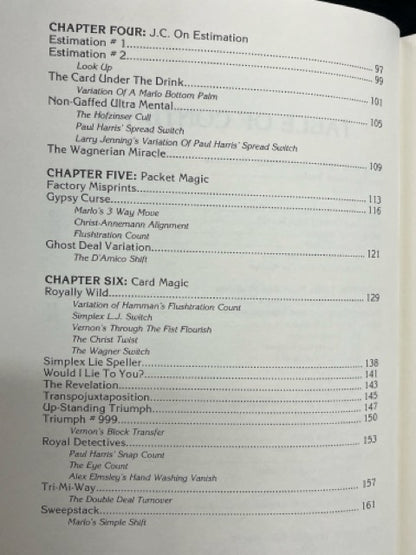 CHAPTER FOUR: J.C. On Estimation
Estimation # 1 97
Estimation # 2 99
Look Up
The Card Under The Drink 101
Variation Of A Marlo Bottom Palm
Non-Gaffed Ultra Mental 105
The Hofzinser Cull
Paul Harris' Spread Switch
Larry Jenning's Variation Of Paul Harris' Spread Switch
The Wagnerian Miracle 109
CHAPTER FIVE: Packet Magic
Factory Misprints 113
Gypsy Curse 116
Marlo's 3 Way Move
Christ-Annemann Alignment
Flushtration Count
Ghost Deal Variation 121
The D'Amico Shift
CHAPTER SIX: Card Magic
Royally Wild 129
Variation of Hamman's Flushtration Count
Simplex L.J. Switch
Vernon's Through The Fist Flourish
The Christ Twist
The Wagner Switch
Simplex Lie Speller 138
Would I Lie To You? 141
The Revelation 143
Transpojuxtaposition 145
Up-Standing Triumph 147
Triumph # 999 150
Vernon's Block Transfer
Royal Detectives 153
Paul Harris' Snap Count
The Eye Count
Alex Elmsley's Hand Washing Vanish
Tri-Mi-Way 157
The Double Deal Turnover
Sweepstack 161
Marlo's Simple Shift